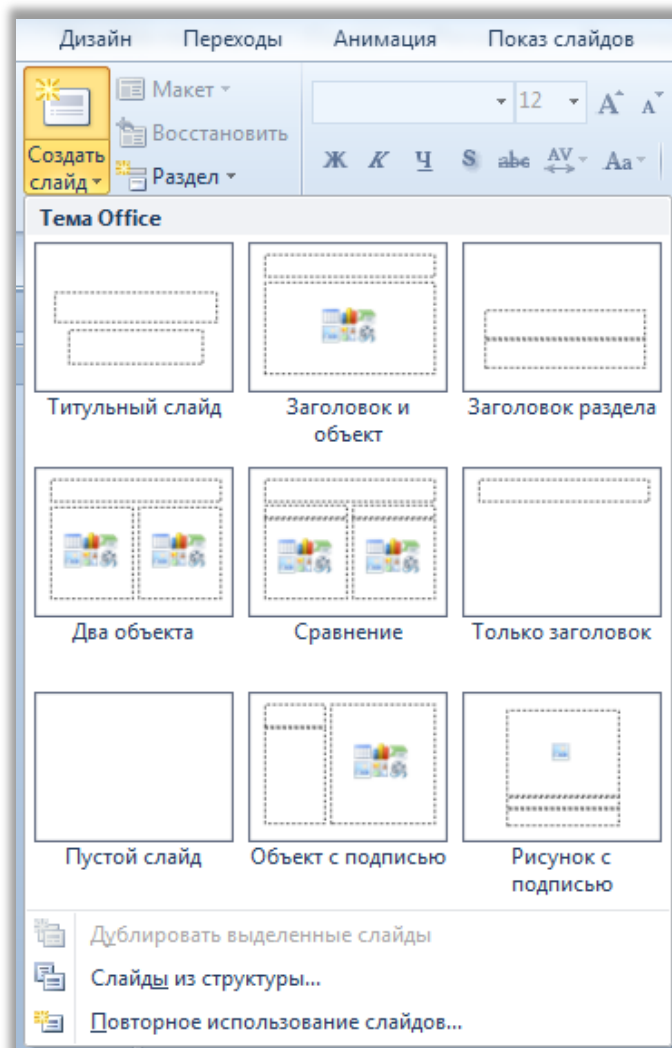 Дизайн Переходы Анимация Показ слайдов
Макет
12 А А
Восстановить
Создать
слайд
Раздел
Ж К Ч S abc AV Aa
Тема Office
Титульный слайд
Заголовок и
объект
Заголовок раздела
Два объекта
Сравнение
Только заголовок
Пустой слайд
Объект с подписью
Рисунок с
подписью
Дублировать выделенные слайды
Слайды из структуры...
Повторное использование слайдов...